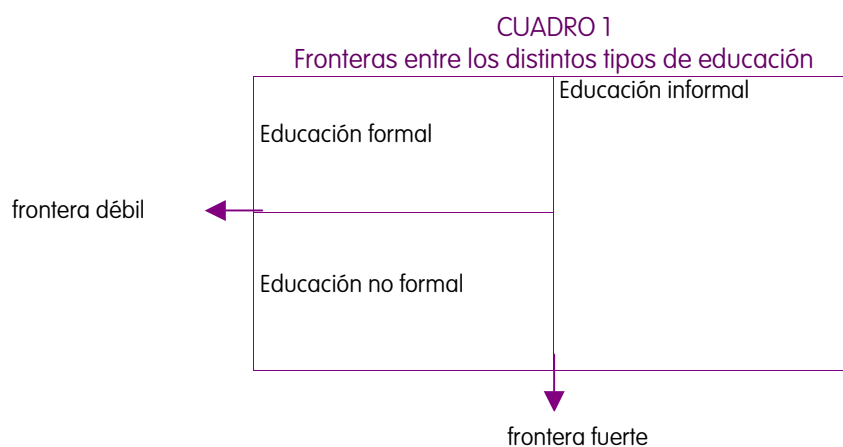 CUADRO 1
Fronteras entre los distintos tipos de educación
Educación informal
Educación formal
frontera débil
Educación no formal
frontera fuerte